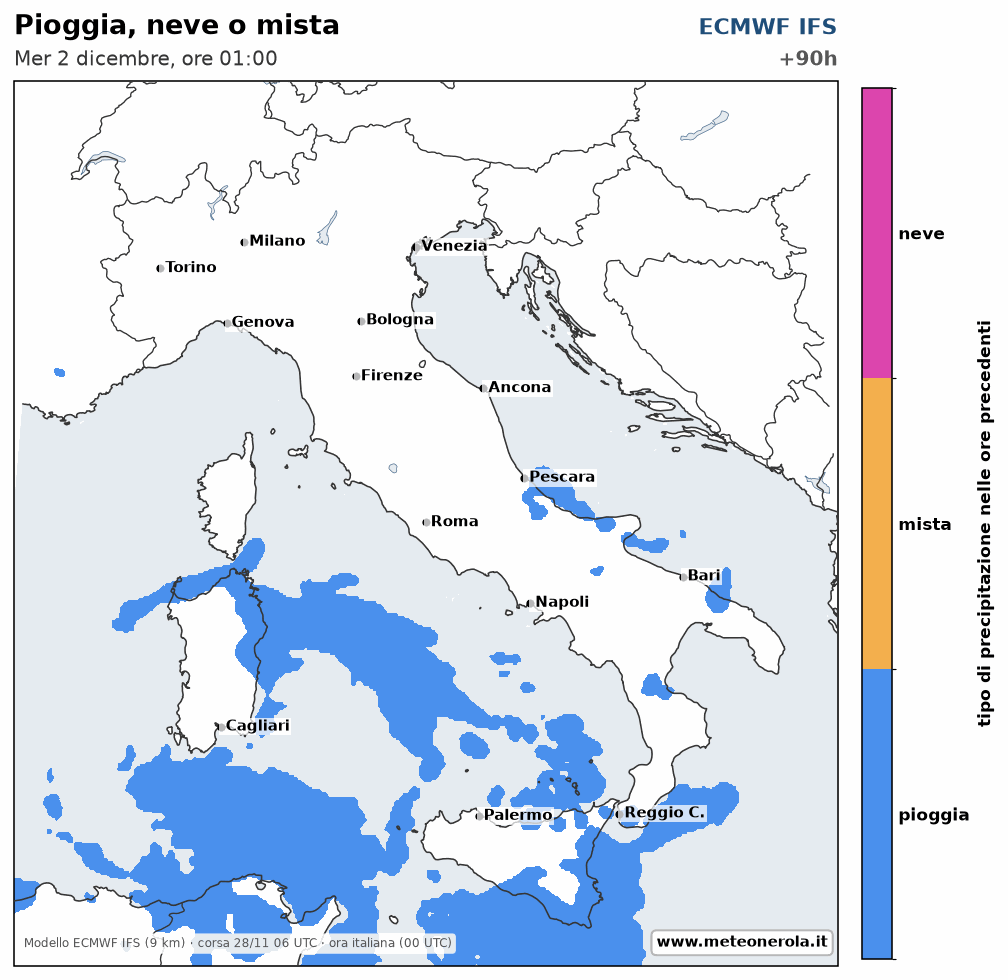 Pioggia, neve o mista
ECMWF IFS
Mer 2 dicembre, ore 01:00
+90h
Milano
Venezia
Torino
Genova
Bologna
Firenze
Ancona
Pescara
Roma
Bari
Napoli
Cagliari
Palermo
Reggio C.
neve
mista
pioggia
tipo di precipitazione nelle ore precedenti
Modello ECMWF IFS (9 km) · corsa 28/11 06 UTC · ora italiana (00 UTC)
www.meteonerola.it